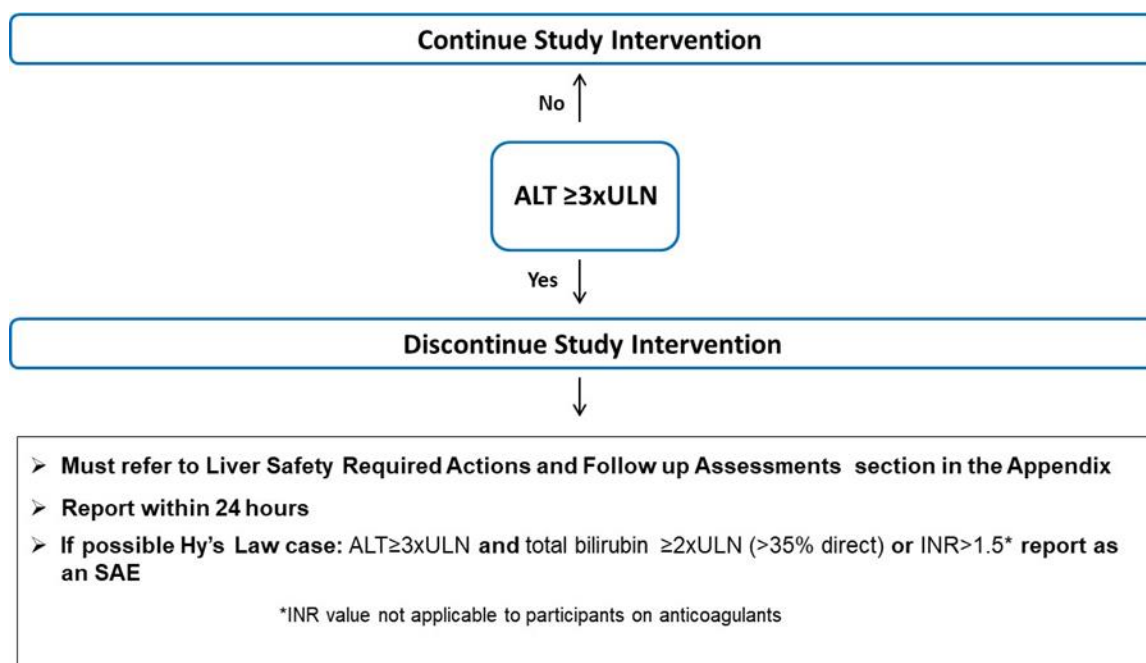 Continue Study Intervention
No
ALT ≥3xULN
Yes
Discontinue Study Intervention
➢ Must refer to Liver Safety Required Actions and Follow up Assessments section in the Appendix
➢ Report within 24 hours
➢ If possible Hy's Law case: ALT≥3xULN and total bilirubin ≥2xULN (>35% direct) or INR>1.5* report as
an SAE
*INR value not applicable to participants on anticoagulants